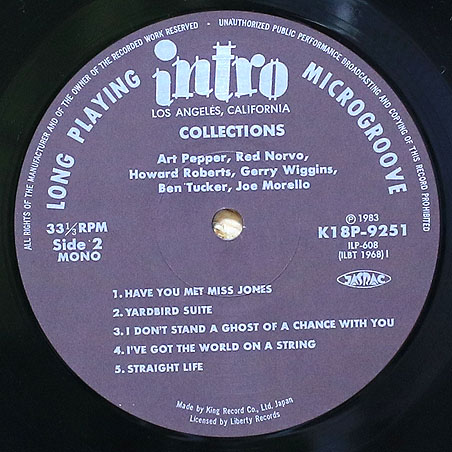 ALL RIGHTS OF THE MANUFACTURER AND OF THE OWNER OF THE RECORDED WORK RESERVED - UNAUTHORIZED PUBLIC PERFORMANCE BROADCASTING AND COPYING OF THIS RECORD PROHIBITED
LONG PLAYING MICROGROOVE
intro
LOS ANGELES, CALIFORNIA
COLLECTIONS
Art Pepper, Red Norvo,
Howard Roberts, Gerry Wiggins,
Ben Tucker, Joe Morello
33 1/3 RPM
Side 2
MONO
℗ 1983
K18P-9251
ILP-608
(ILBT 1968) I
JASRAC
1. HAVE YOU MET MISS JONES
2. YARDBIRD SUITE
3. I DON'T STAND A GHOST OF A CHANCE WITH YOU
4. I'VE GOT THE WORLD ON A STRING
5. STRAIGHT LIFE
Made by King Record Co., Ltd. Japan
Licensed by Liberty Records